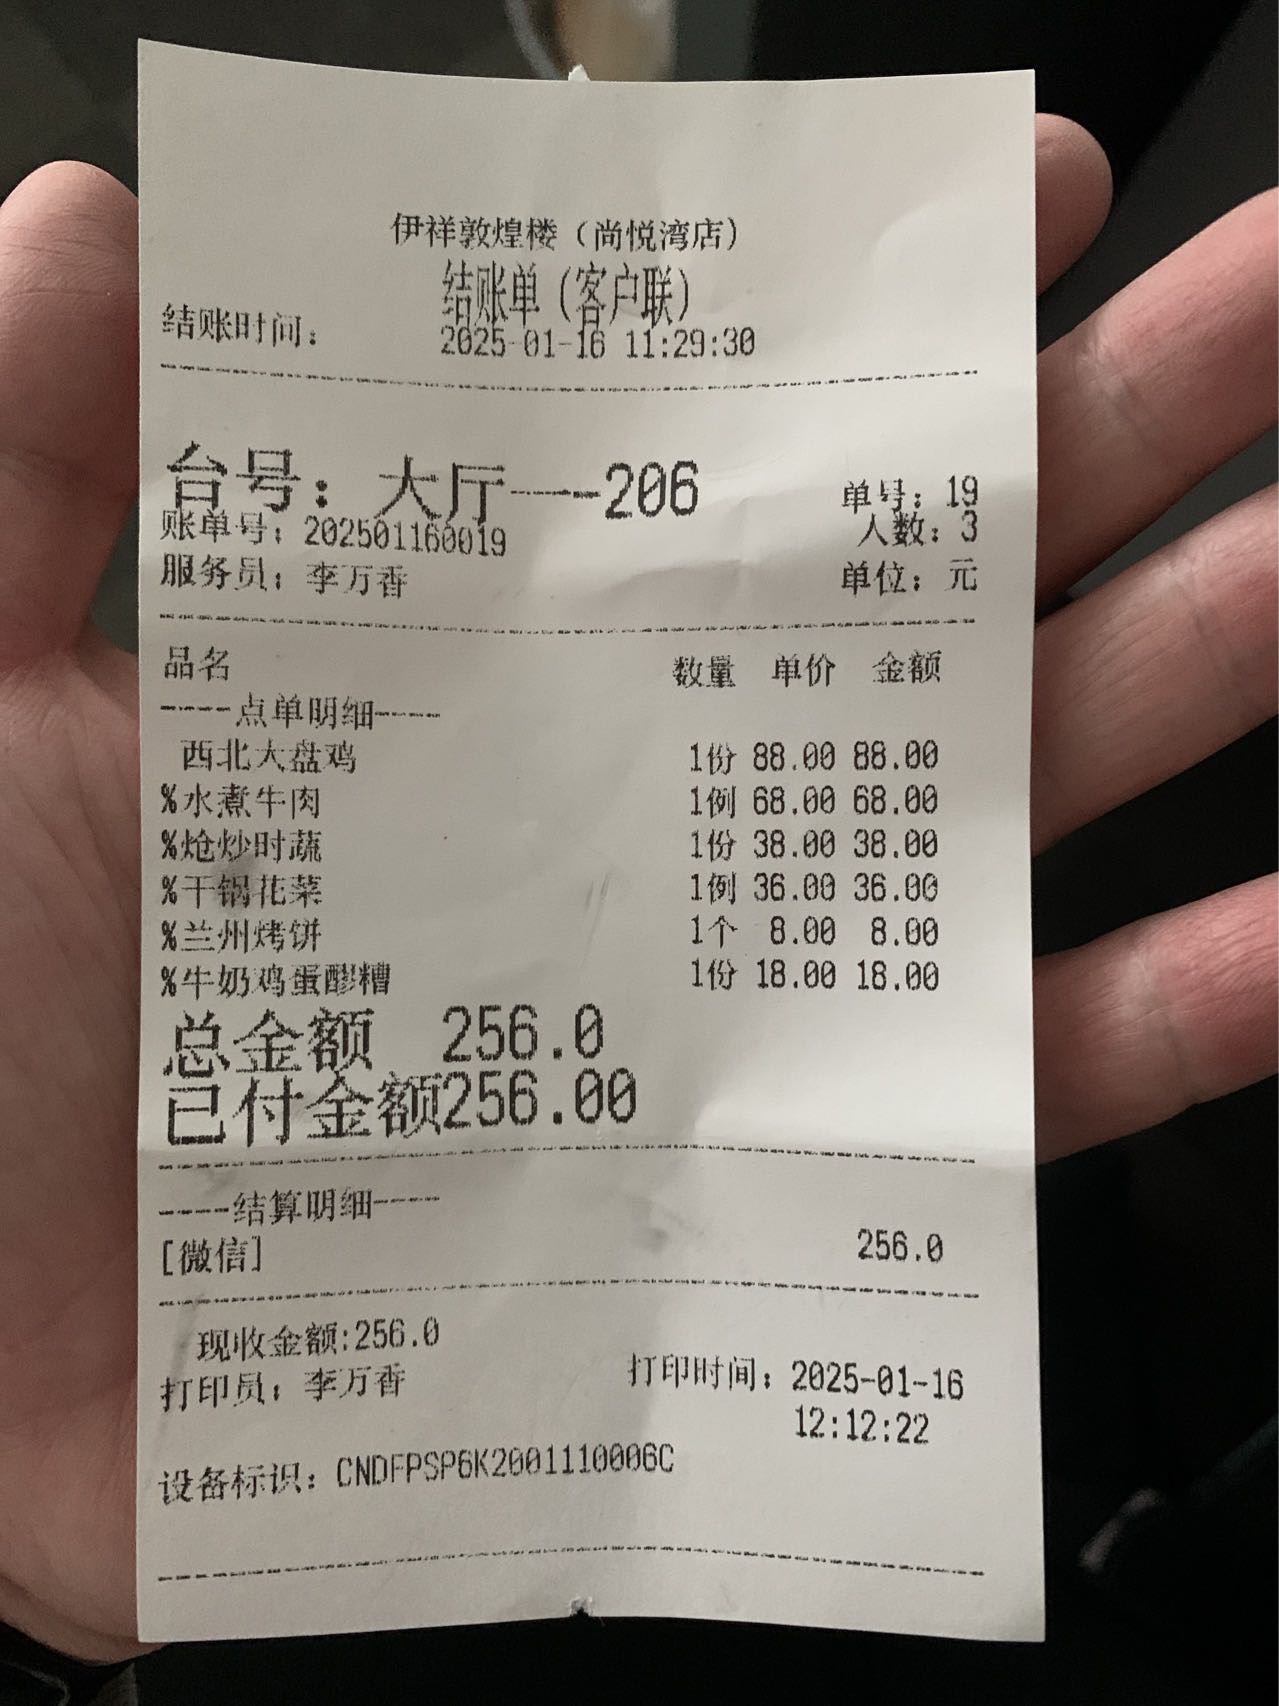 伊祥敦煌楼（尚悦湾店）
结账单（客户联）
结账时间： 2025-01-16 11:29:30
台号：大厅----206 单号：19
账单号：202501160019 人数：3
服务员：李万香 单位：元
品名 数量 单价 金额
----点单明细----
西北大盘鸡 1份 88.00 88.00
%水煮牛肉 1例 68.00 68.00
%炝炒时蔬 1份 38.00 38.00
%干锅花菜 1例 36.00 36.00
%兰州烤饼 1个 8.00 8.00
%牛奶鸡蛋醪糟 1份 18.00 18.00
总金额 256.0
已付金额256.00
----结算明细----
[微信] 256.0
现收金额:256.0
打印员：李万香 打印时间：2025-01-16
12:12:22
设备标识：CNDFPSP6K2001110006C